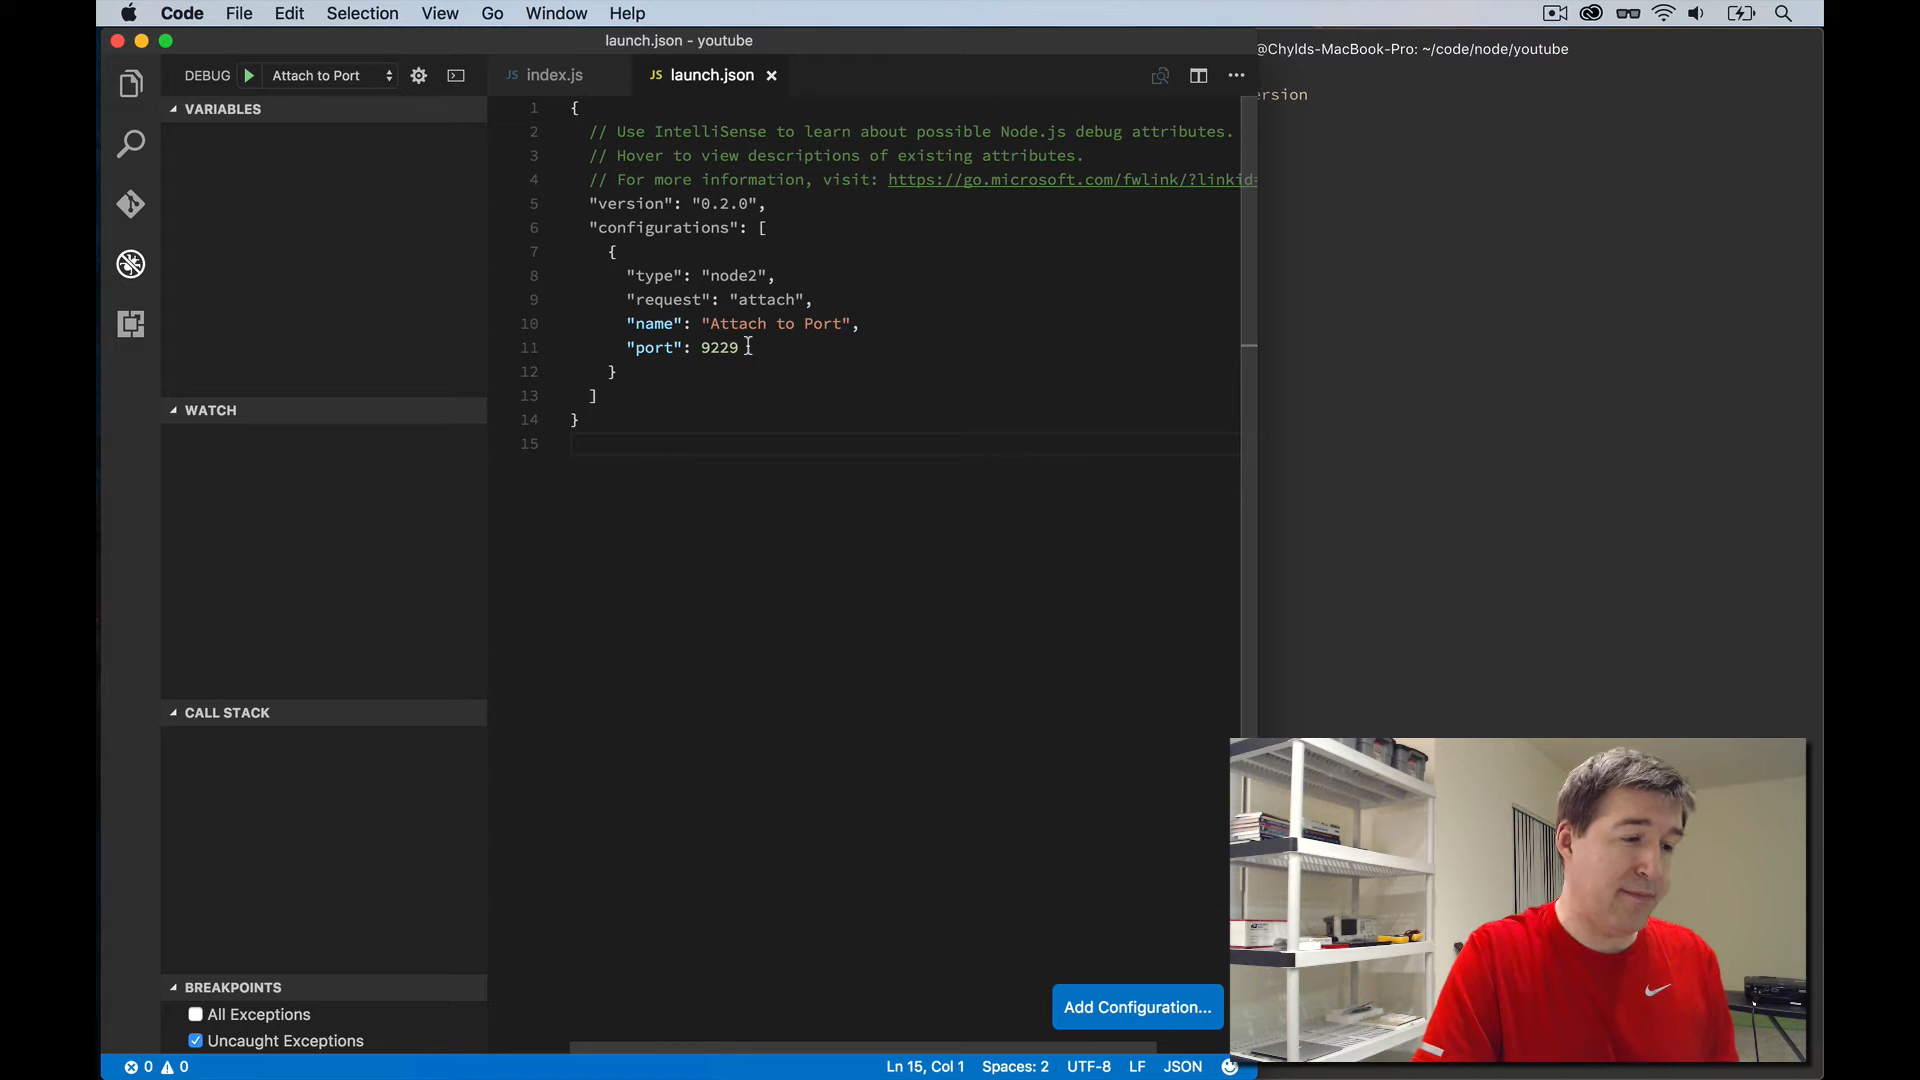 Code File Edit Selection View Go Window Help
launch.json - youtube
@Chylds-MacBook-Pro: ~/code/node/youtube
DEBUG Attach to Port
JS index.js JS launch.json
ersion
VARIABLES
1 {
2 // Use IntelliSense to learn about possible Node.js debug attributes.
3 // Hover to view descriptions of existing attributes.
4 // For more information, visit: https://go.microsoft.com/fwlink/?linkid=
5 "version": "0.2.0",
6 "configurations": [
7 {
8 "type": "node2",
9 "request": "attach",
10 "name": "Attach to Port",
11 "port": 9229
12 }
13 ]
14 }
15
WATCH
CALL STACK
BREAKPOINTS
All Exceptions
Uncaught Exceptions
Add Configuration...
0 0 Ln 15, Col 1 Spaces: 2 UTF-8 LF JSON